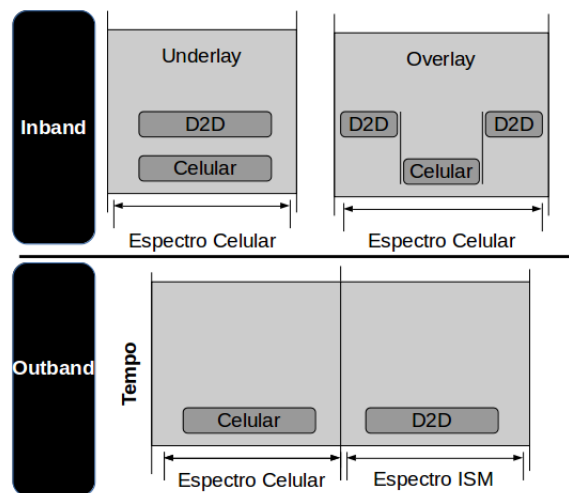 Inband
Underlay
D2D
Celular
Espectro Celular
Overlay
D2D
D2D
Celular
Espectro Celular
Outband
Tempo
Celular
D2D
Espectro Celular
Espectro ISM